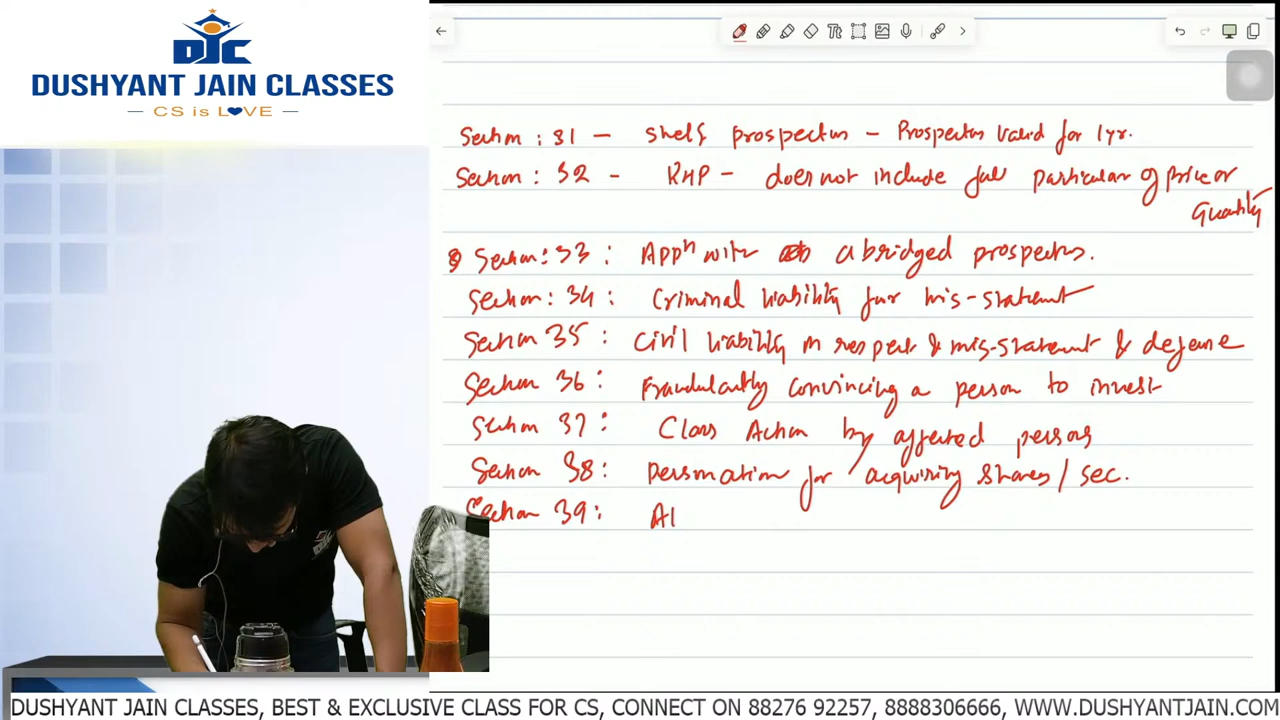 DJC
DUSHYANT JAIN CLASSES
— CS is LOVE —
Section : 31 – Shelf prospectus – Prospectus valid for 1yr.
Section : 32 – RHP – does not include full particular of price or
Quantity
Section : 33 : Appn with abridged prospectus.
Section : 34 : Criminal liability for mis-statement
Section 35 : Civil liability in respect & mis-statement & defence
Section 36 : Fraudulantly convincing a person to invest
Section 37 : Class Action by affected persons
Section 38 : Personation for acquiring shares / sec.
Section 39 : Al
DUSHYANT JAIN CLASSES, BEST & EXCLUSIVE CLASS FOR CS, CONNECT ON 88276 92257, 8888306666, WWW.DUSHYANTJAIN.COM